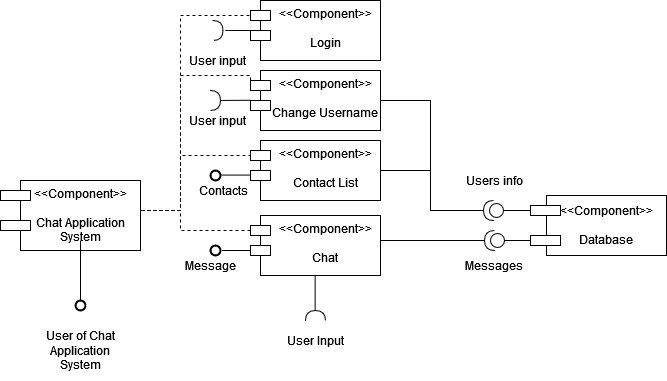 <<Component>>
Login
User input
<<Component>>
Change Username
User input
<<Component>>
Contact List
Contacts
<<Component>>
Chat Application
System
Users info
<<Component>>
Database
<<Component>>
Chat
Message
Messages
User Input
User of Chat
Application
System